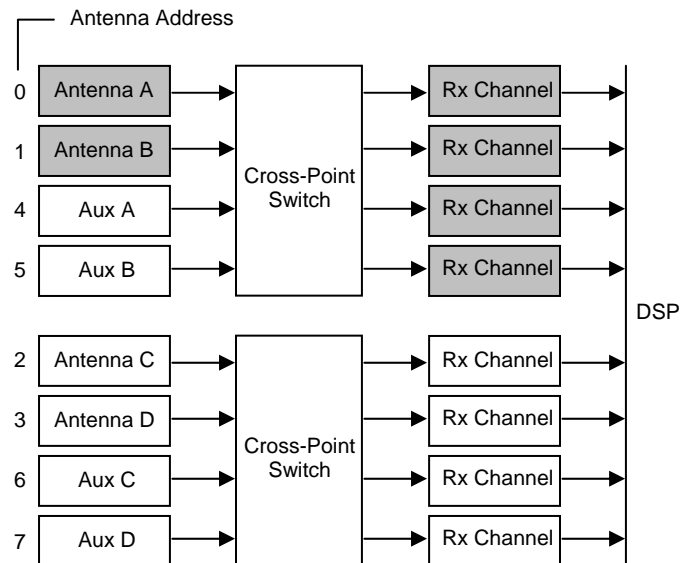 Antenna Address
0 Antenna A Rx Channel
1 Antenna B Rx Channel
Cross-Point
Switch
4 Aux A Rx Channel
5 Aux B Rx Channel
DSP
2 Antenna C Rx Channel
3 Antenna D Rx Channel
Cross-Point
Switch
6 Aux C Rx Channel
7 Aux D Rx Channel